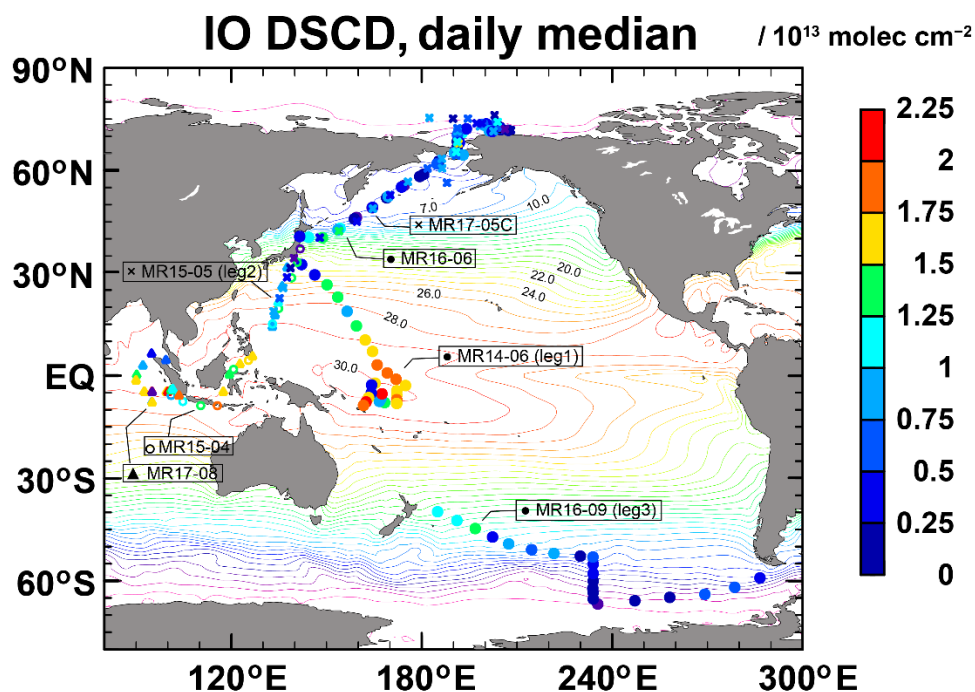 IO DSCD, daily median / 10¹³ molec cm⁻²
90°N
60°N
30°N
EQ
30°S
60°S
120°E
180°E
240°E
300°E
7.0
10.0
20.0
22.0
24.0
26.0
28.0
30.0
× MR17-05C
● MR16-06
× MR15-05 (leg2)
● MR14-06 (leg1)
○ MR15-04
▲ MR17-08
● MR16-09 (leg3)
2.25
2
1.75
1.5
1.25
1
0.75
0.5
0.25
0